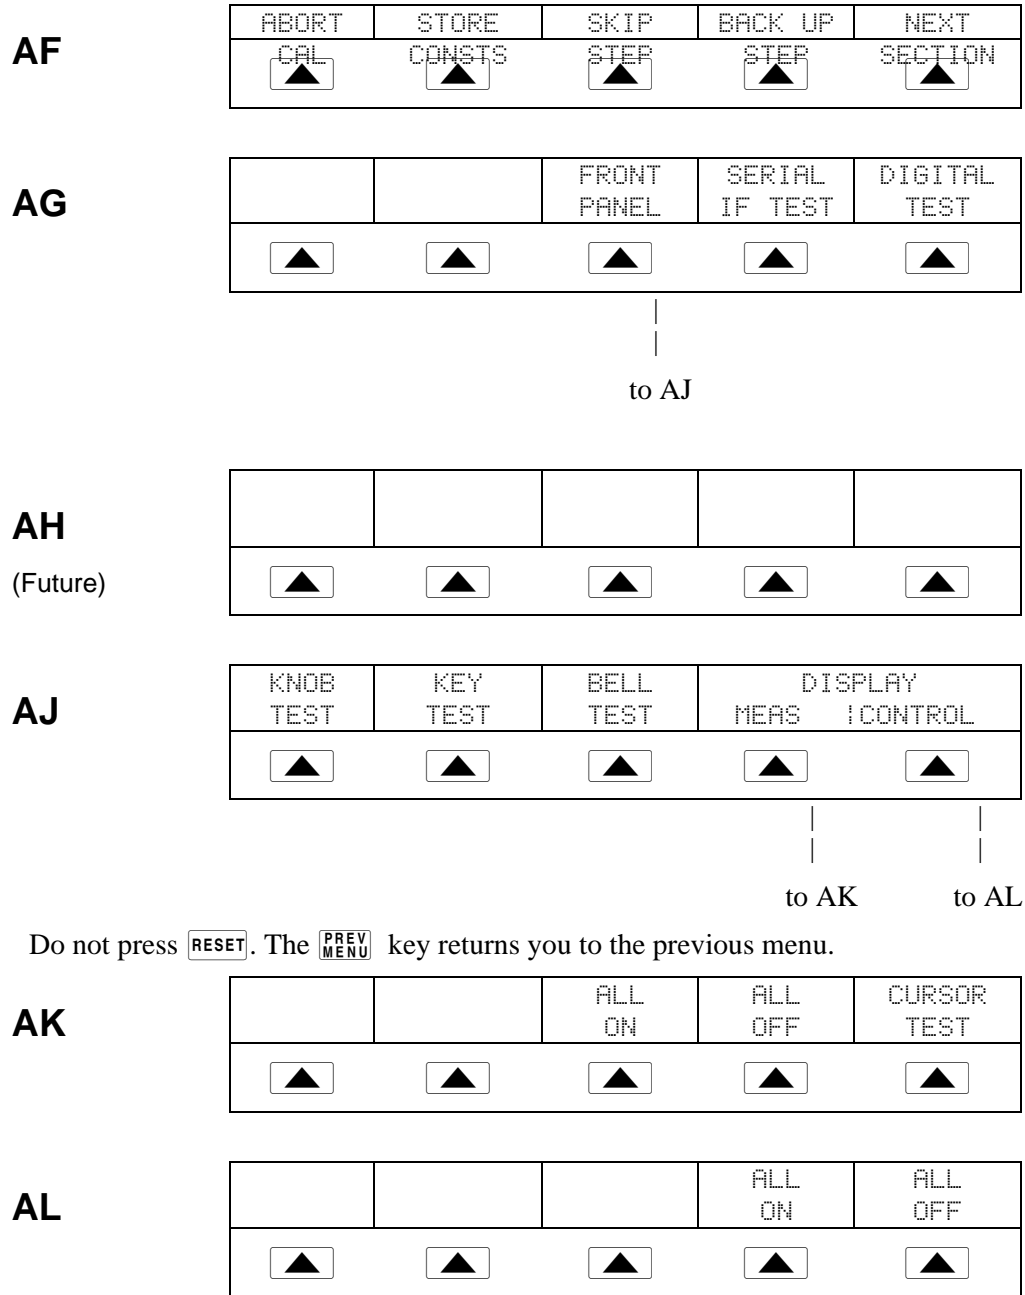 AF
ABORT CAL
STORE CONSTS
SKIP STEP
BACK UP STEP
NEXT SECTION
AG
FRONT PANEL
SERIAL IF TEST
DIGITAL TEST
|
|
to AJ
AH
(Future)
AJ
KNOB TEST
KEY TEST
BELL TEST
DISPLAY
MEAS ¦CONTROL
| |
| |
to AK to AL
Do not press RESET. The PREV MENU key returns you to the previous menu.
AK
ALL ON
ALL OFF
CURSOR TEST
AL
ALL ON
ALL OFF